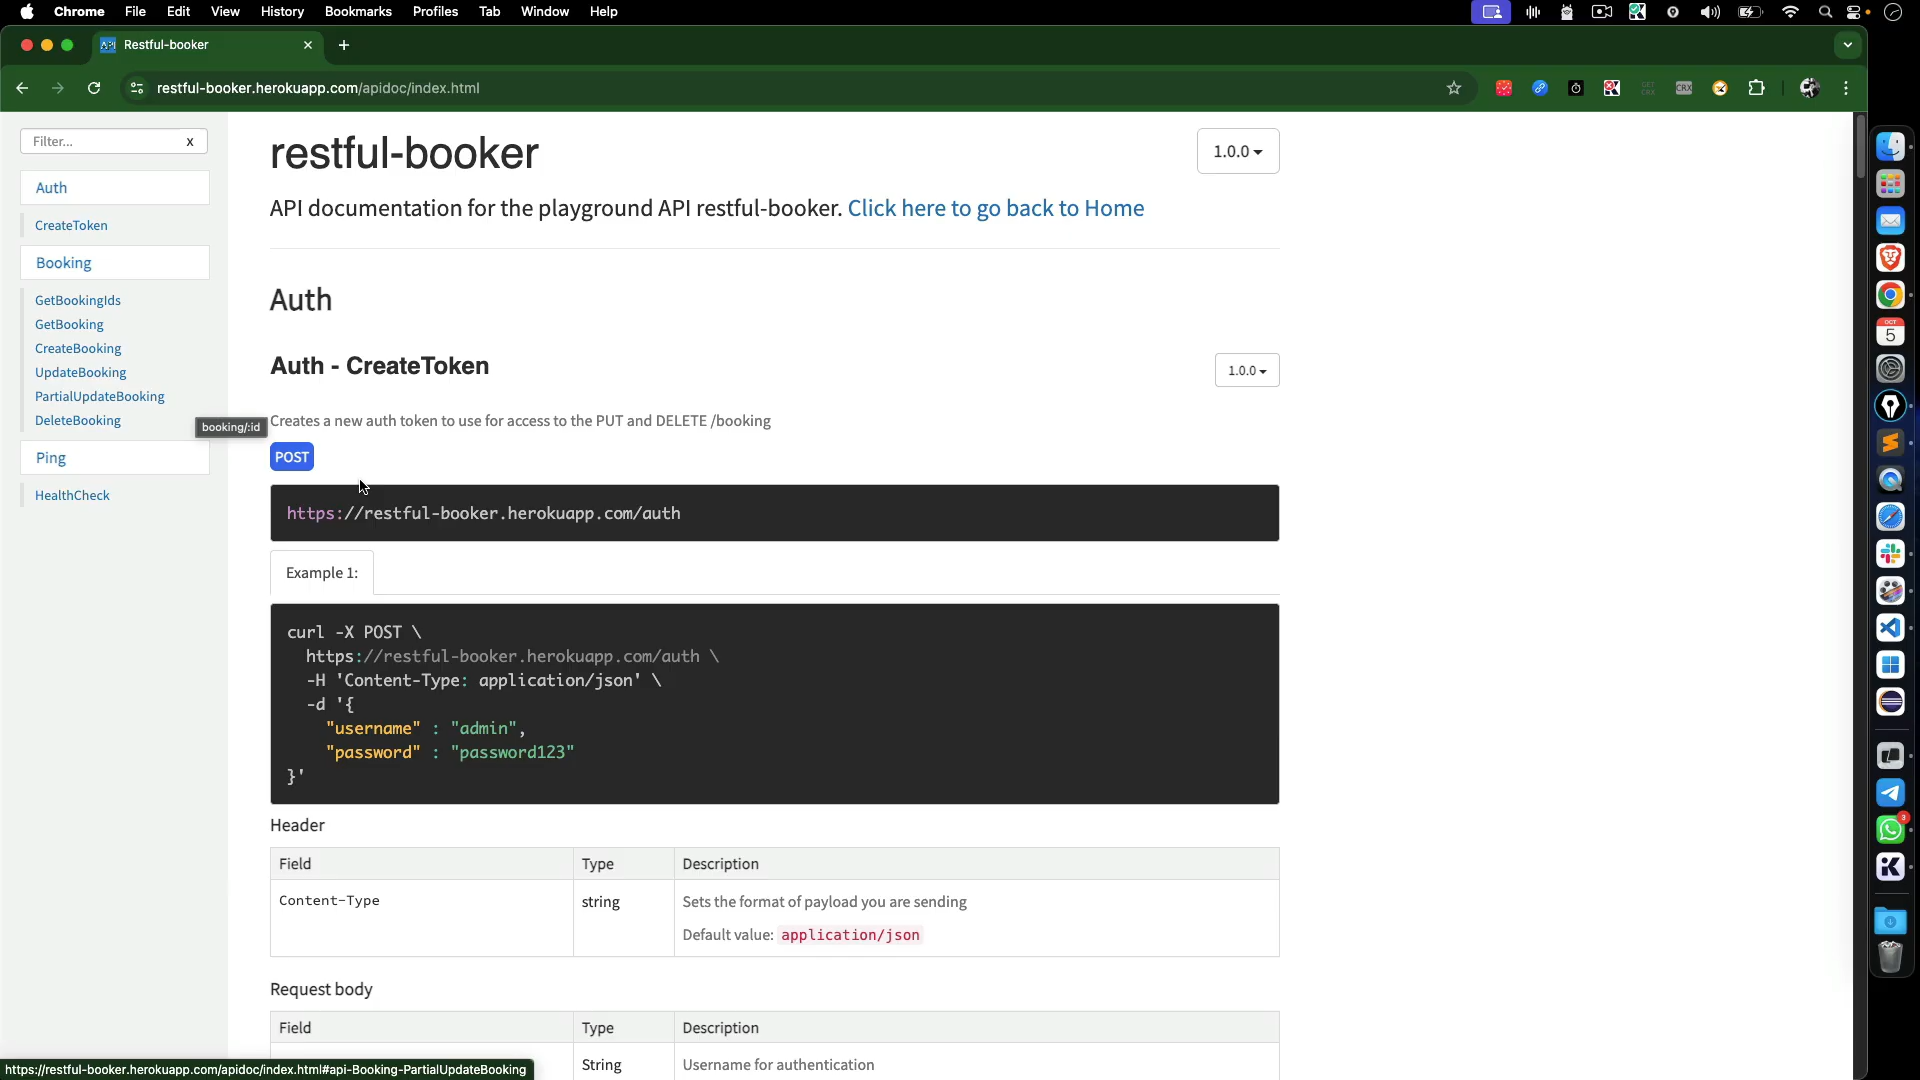 Chrome File Edit View History Bookmarks Profiles Tab Window Help
Restful-booker
restful-booker.herokuapp.com/apidoc/index.html
Filter... x
Auth
CreateToken
Booking
GetBookingIds
GetBooking
CreateBooking
UpdateBooking
PartialUpdateBooking
DeleteBooking
booking/:id
Ping
HealthCheck
restful-booker
1.0.0
API documentation for the playground API restful-booker. Click here to go back to Home
Auth
Auth - CreateToken
1.0.0
Creates a new auth token to use for access to the PUT and DELETE /booking
POST
https://restful-booker.herokuapp.com/auth
Example 1:
curl -X POST \
https://restful-booker.herokuapp.com/auth \
-H 'Content-Type: application/json' \
-d '{
"username" : "admin",
"password" : "password123"
}'
Header
Field Type Description
Content-Type string Sets the format of payload you are sending
Default value: application/json
Request body
Field Type Description
String Username for authentication
https://restful-booker.herokuapp.com/apidoc/index.html#api-Booking-PartialUpdateBooking
OCT
5
3
CRX